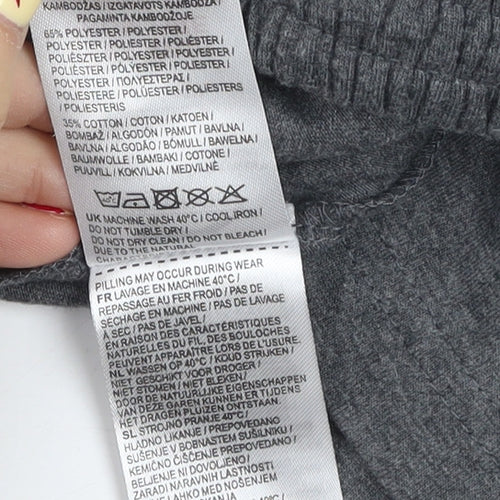 KAMBODŽAS / IZGATAVOTS KAMBODŽĀ /
PAGAMINTA KAMBODŽOJE
65% POLYESTER / POLYESTER /
POLYESTER / POLYESTER /
POLIÉSZTER / POLIÉSTER /
POLIÉSTER / POLYESTER /
POLYESTER / ΠΟΛΥΕΣΤΕΡΑΣ /
POLIESTERE / POLUESTER / POLIESTERS
/ POLIESTERIS
35% COTTON / COTON / KATOEN /
BOMBAŽ / ALGODÓN / PAMUT / BAVLNA /
BAVLNA / ALGODÃO / BOMULL / BAWEŁNA /
BAUMWOLLE / BAMBAKI / COTONE /
PUUVILL / KOKVILNA / MEDVILNĖ
UK MACHINE WASH 40°C / COOL IRON /
DO NOT TUMBLE DRY /
DO NOT DRY CLEAN / DO NOT BLEACH /
DUE TO THE NATURAL
PILLING MAY OCCUR DURING WEAR
FR LAVAGE EN MACHINE 40°C /
REPASSAGE AU FER FROID / PAS DE
SÉCHAGE EN MACHINE / PAS DE NETTOYAGE
À SEC / PAS DE JAVEL /
EN RAISON DES CARACTÉRISTIQUES
NATURELLES DU FIL, DES BOULOCHES
PEUVENT APPARAÎTRE LORS DE L'USURE.
NL WASSEN OP 40°C / KOUD STRIJKEN /
NIET GESCHIKT VOOR DROGER /
NIET STOMEN / NIET BLEKEN /
DOOR DE NATUURLIJKE EIGENSCHAPPEN
VAN DEZE GAREN KUNNEN ER TIJDENS
HET DRAGEN PLUIZEN ONTSTAAN.
SL STROJNO PRANJE 40°C /
HLADNO LIKANJE / PREPOVEDANO
SUŠENJE V BOBNASTEM SUŠILNIKU /
KEMIČNO ČIŠČENJE PREPOVEDANO /
BELJENJE NI DOVOLJENO /
ZARADI NARAVNIH LASTNOSTI